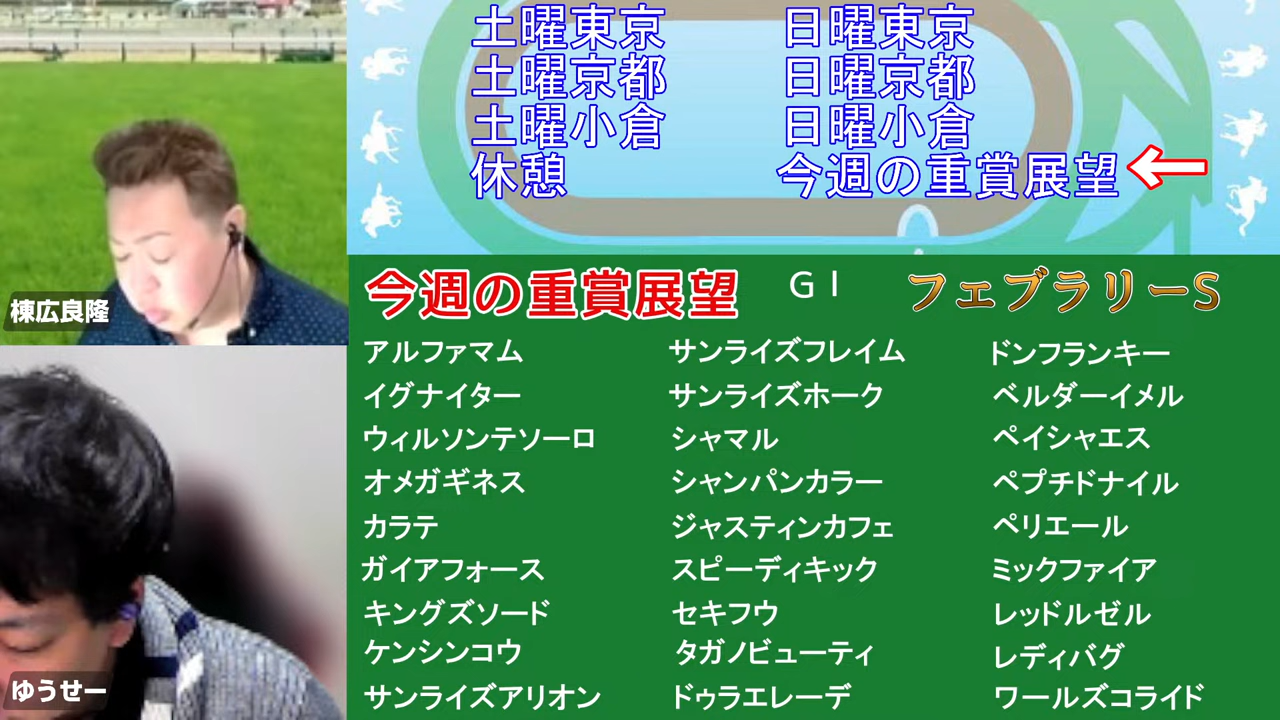 土曜東京
日曜東京
土曜京都
日曜京都
土曜小倉
日曜小倉
休憩
今週の重賞展望
今週の重賞展望
GⅠ
フェブラリーS
アルファマム
サンライズフレイム
ドンフランキー
イグナイター
サンライズホーク
ベルダーイメル
ウィルソンテソーロ
シャマル
ペイシャエス
オメガギネス
シャンパンカラー
ペプチドナイル
カラテ
ジャスティンカフェ
ペリエール
ガイアフォース
スピーディキック
ミックファイア
キングズソード
セキフウ
レッドルゼル
ケンシンコウ
タガノビューティ
レディバグ
サンライズアリオン
ドゥラエレーデ
ワールズコライド
棟広良隆
ゆうせー